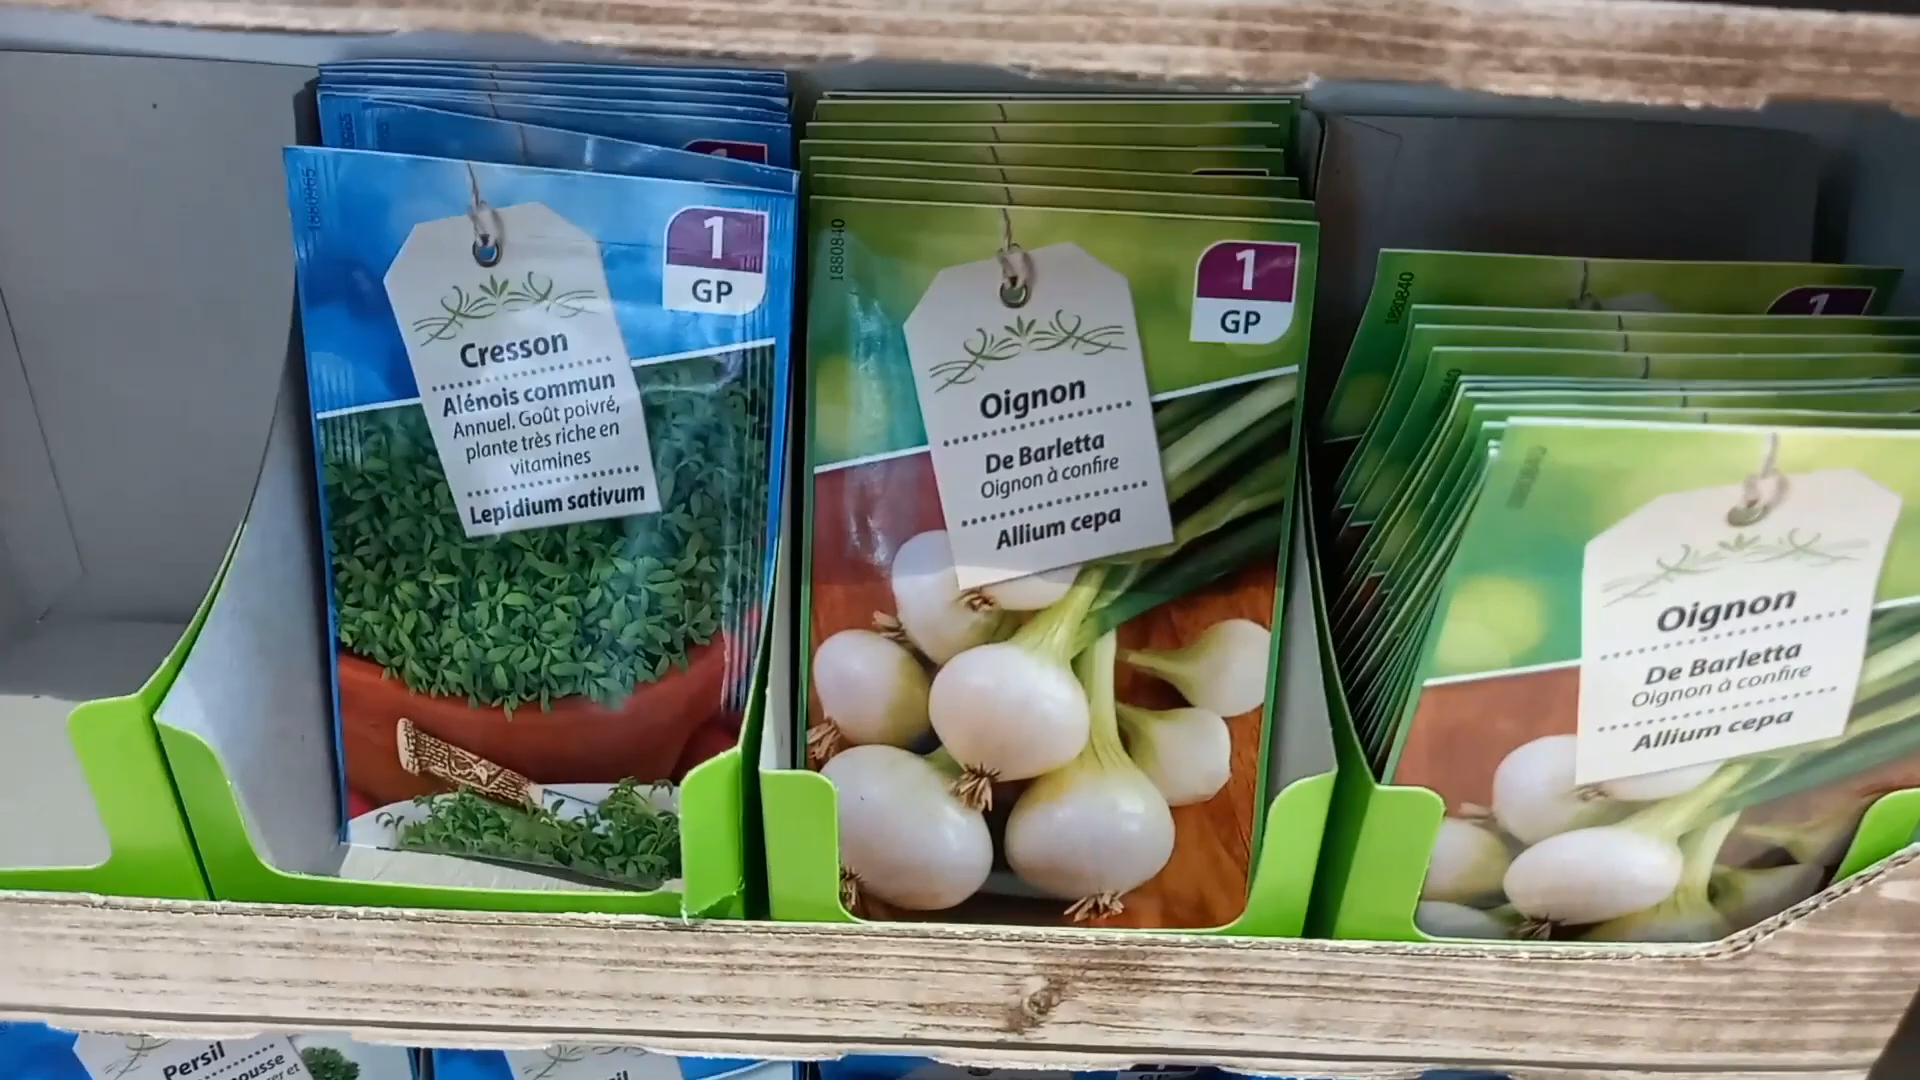 1880965
1
GP
Cresson
Alénois commun
Annuel. Goût poivré,
plante très riche en
vitamines
Lepidium sativum
1880840
1
GP
Oignon
De Barletta
Oignon à confire
Allium cepa
1880840
1
Oignon
De Barletta
Oignon à confire
Allium cepa
Persil